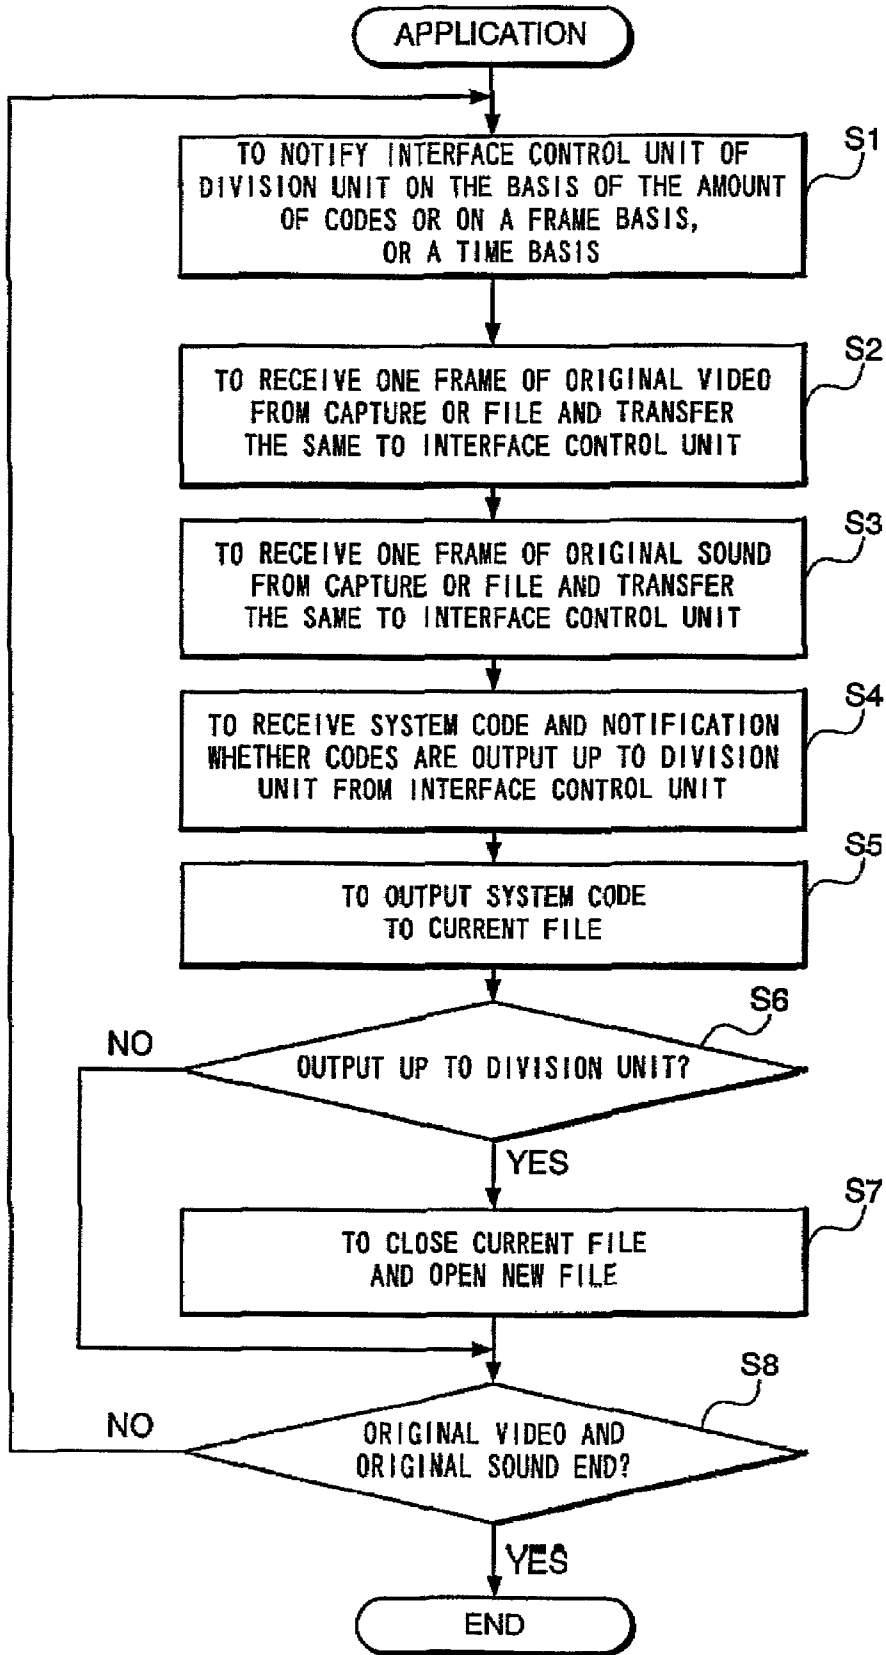 APPLICATION
S1
TO NOTIFY INTERFACE CONTROL UNIT OF
DIVISION UNIT ON THE BASIS OF THE AMOUNT
OF CODES OR ON A FRAME BASIS,
OR A TIME BASIS
S2
TO RECEIVE ONE FRAME OF ORIGINAL VIDEO
FROM CAPTURE OR FILE AND TRANSFER
THE SAME TO INTERFACE CONTROL UNIT
S3
TO RECEIVE ONE FRAME OF ORIGINAL SOUND
FROM CAPTURE OR FILE AND TRANSFER
THE SAME TO INTERFACE CONTROL UNIT
S4
TO RECEIVE SYSTEM CODE AND NOTIFICATION
WHETHER CODES ARE OUTPUT UP TO DIVISION
UNIT FROM INTERFACE CONTROL UNIT
S5
TO OUTPUT SYSTEM CODE
TO CURRENT FILE
S6
NO
OUTPUT UP TO DIVISION UNIT?
YES
S7
TO CLOSE CURRENT FILE
AND OPEN NEW FILE
S8
NO
ORIGINAL VIDEO AND
ORIGINAL SOUND END?
YES
END